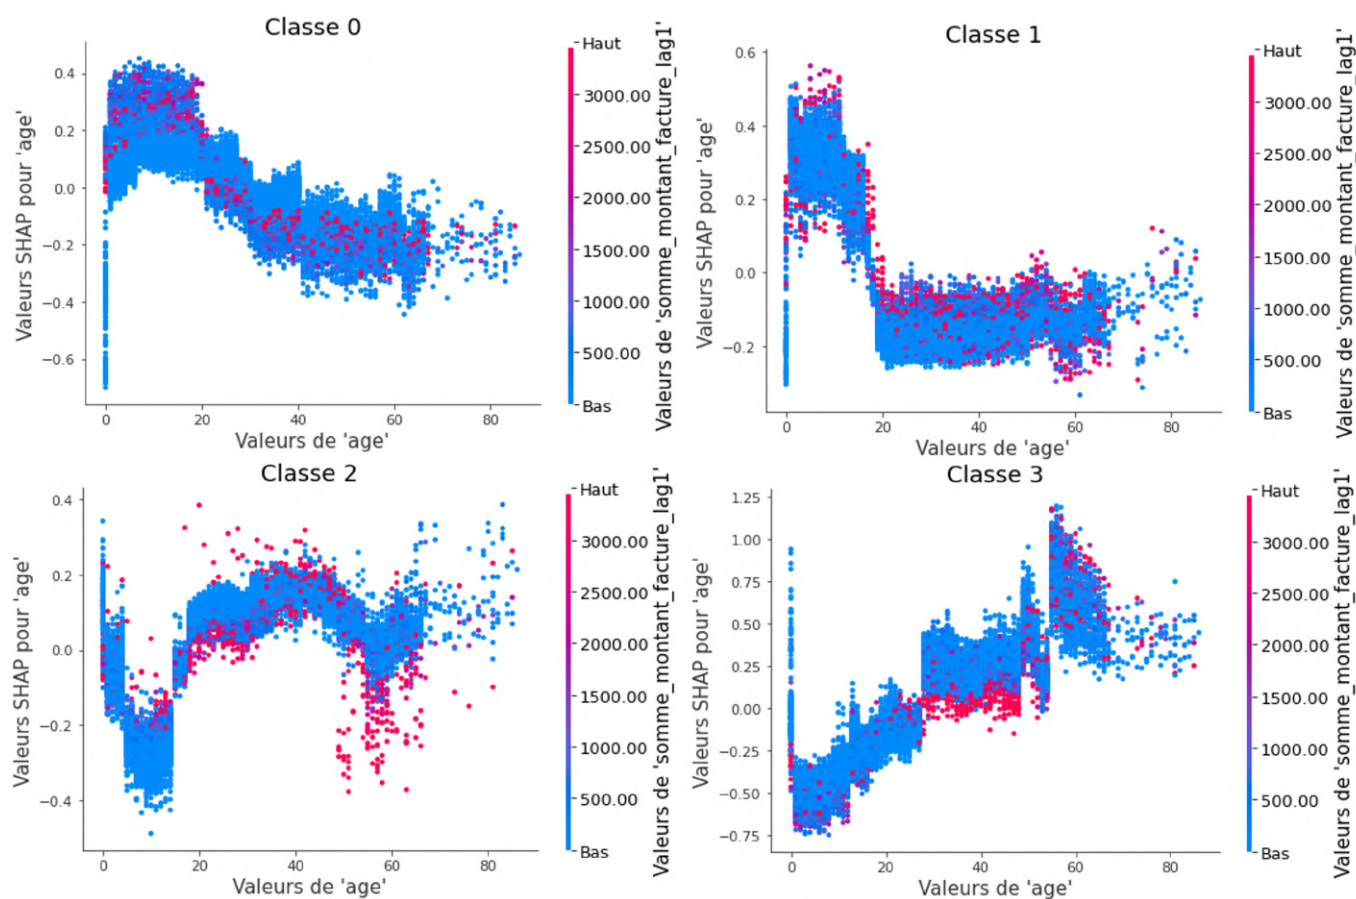 Classe 0
Valeurs SHAP pour 'age'
0.4
0.2
0.0
−0.2
−0.4
−0.6
0
20
40
60
80
Valeurs de 'age'
Haut
3000.00
2500.00
2000.00
1500.00
1000.00
500.00
Bas
Valeurs de 'somme_montant_facture_lag1'
Classe 1
Valeurs SHAP pour 'age'
0.6
0.4
0.2
0.0
−0.2
0
20
40
60
80
Valeurs de 'age'
Haut
3000.00
2500.00
2000.00
1500.00
1000.00
500.00
Bas
Valeurs de 'somme_montant_facture_lag1'
Classe 2
Valeurs SHAP pour 'age'
0.4
0.2
0.0
−0.2
−0.4
0
20
40
60
80
Valeurs de 'age'
Haut
3000.00
2500.00
2000.00
1500.00
1000.00
500.00
Bas
Valeurs de 'somme_montant_facture_lag1'
Classe 3
Valeurs SHAP pour 'age'
1.25
1.00
0.75
0.50
0.25
0.00
−0.25
−0.50
−0.75
0
20
40
60
80
Valeurs de 'age'
Haut
3000.00
2500.00
2000.00
1500.00
1000.00
500.00
Bas
Valeurs de 'somme_montant_facture_lag1'